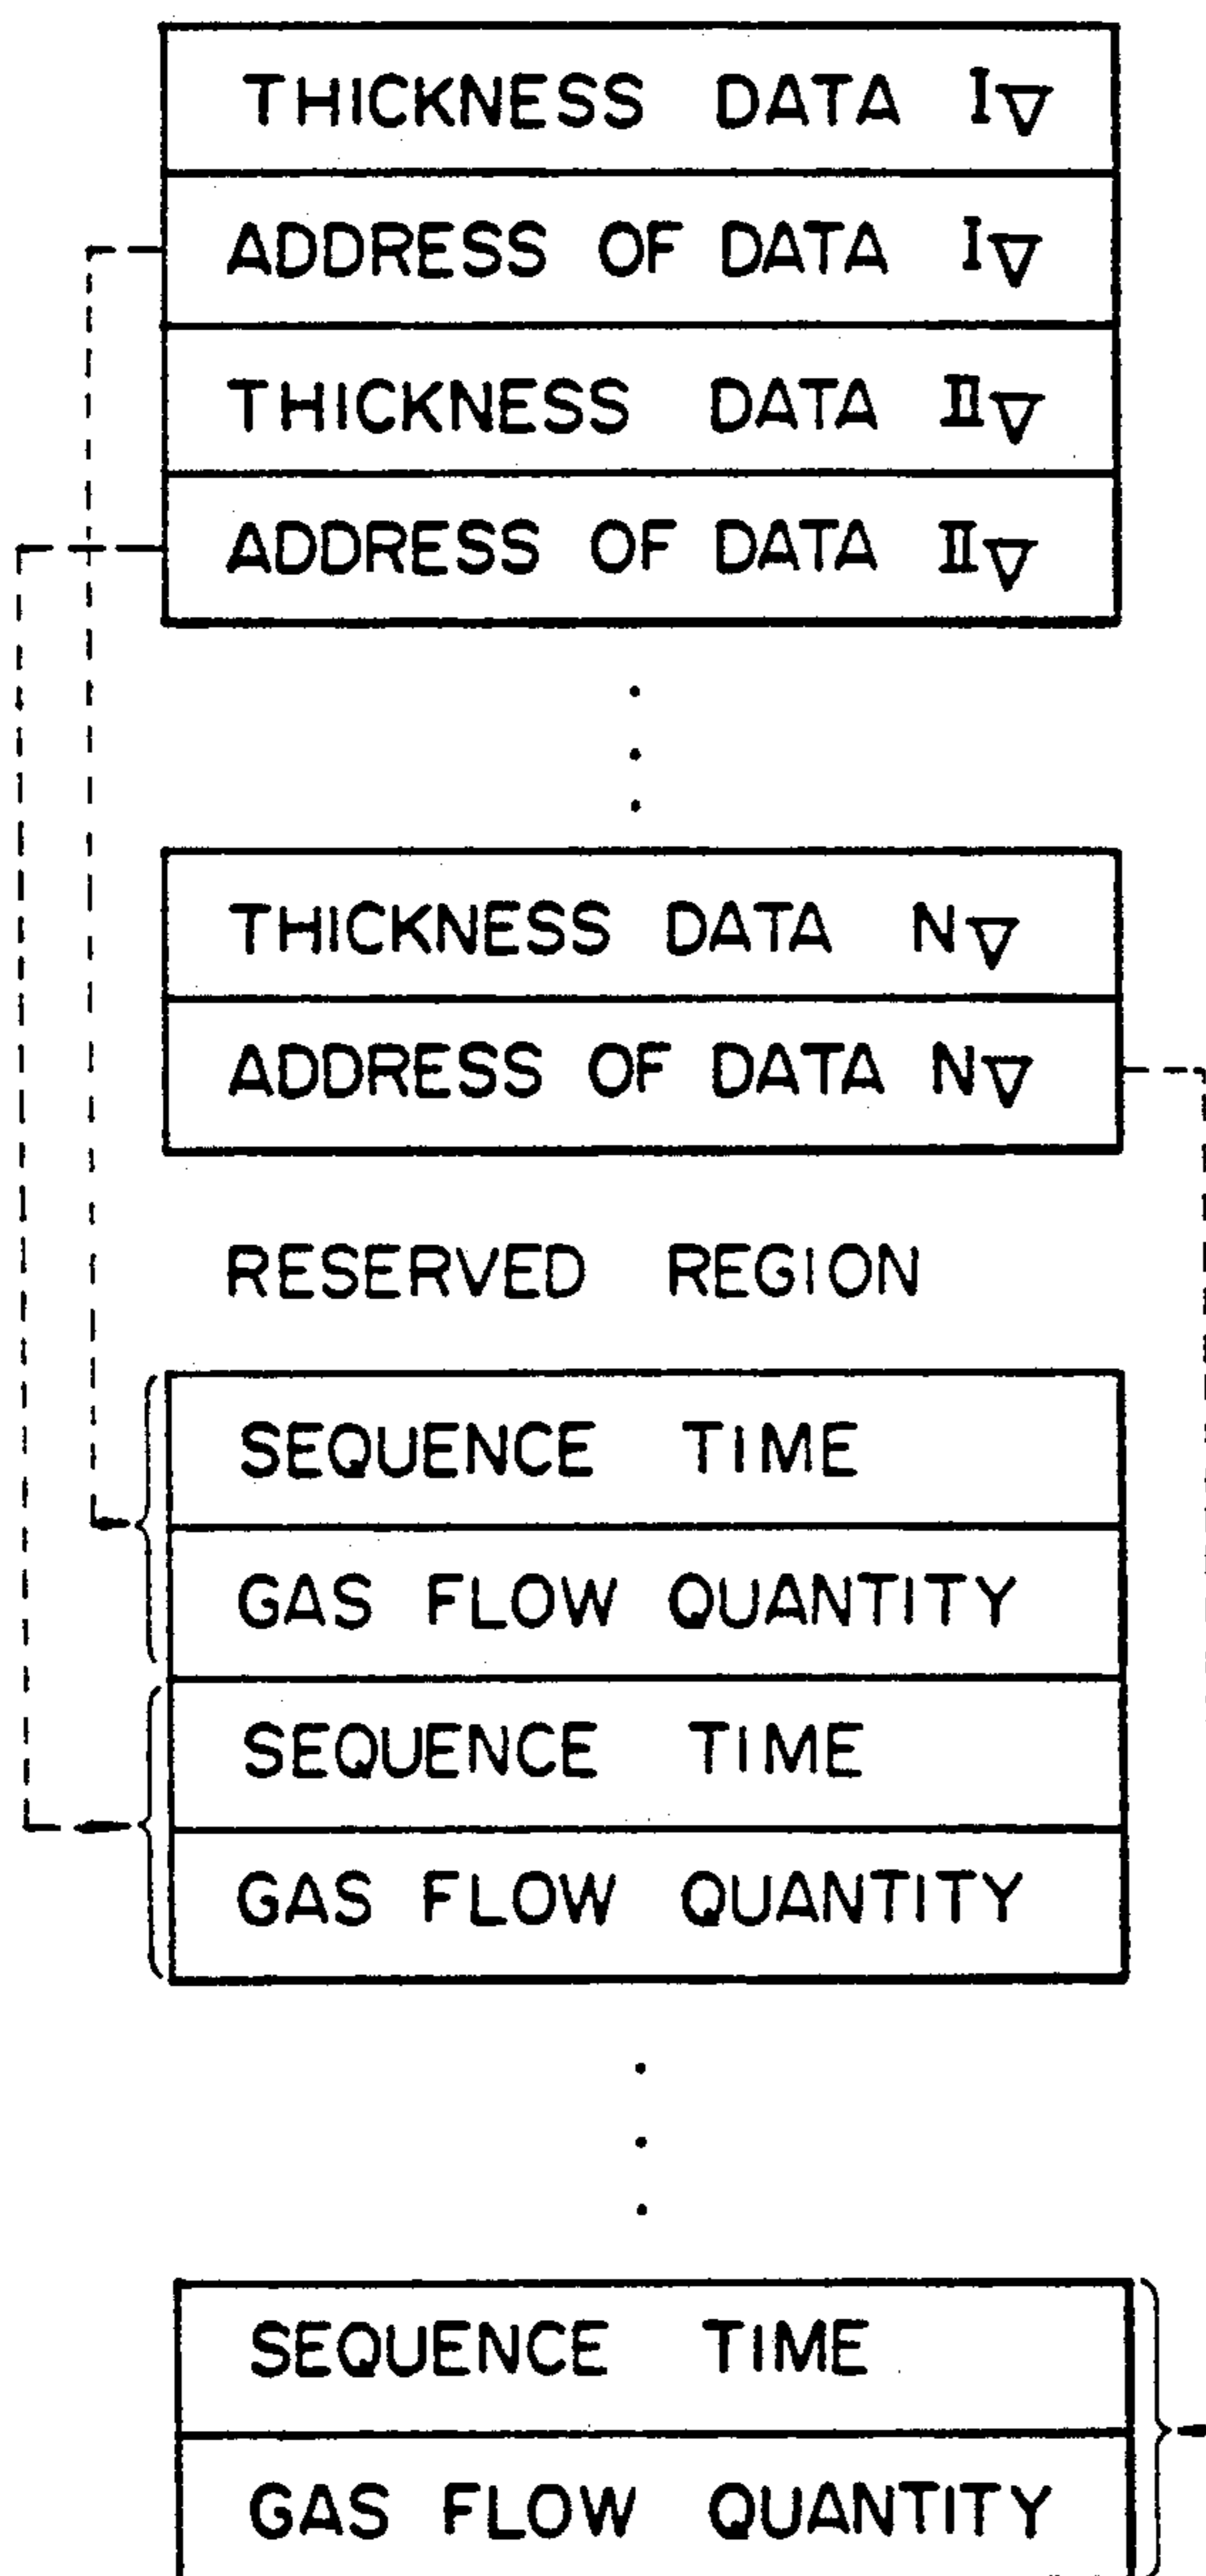 THICKNESS DATA I▽
ADDRESS OF DATA I▽
THICKNESS DATA II▽
ADDRESS OF DATA II▽
THICKNESS DATA N▽
ADDRESS OF DATA N▽
RESERVED REGION
SEQUENCE TIME
GAS FLOW QUANTITY
SEQUENCE TIME
GAS FLOW QUANTITY
SEQUENCE TIME
GAS FLOW QUANTITY